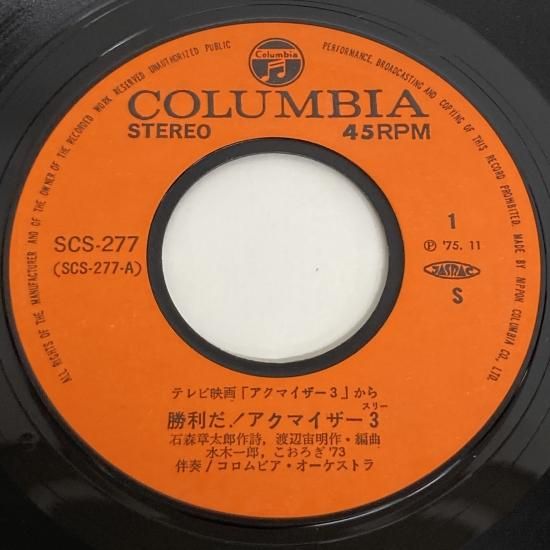 ALL RIGHTS OF THE MANUFACTURER AND OF THE OWNER OF THE RECORDED WORK RESERVED UNAUTHORIZED PUBLIC PERFORMANCE, BROADCASTING AND COPYING OF THIS RECORD PROHIBITED. MADE BY NIPPON COLUMBIA CO., LTD.
Columbia
COLUMBIA
STEREO 45RPM
SCS-277
(SCS-277-A)
1
Ⓟ '75.11
JASRAC
S
テレビ映画「アクマイザー3」から
スリー
勝利だ!アクマイザー3
石森章太郎作詩, 渡辺宙明作・編曲
水木一郎, こおろぎ'73
伴奏/コロムビア・オーケストラ